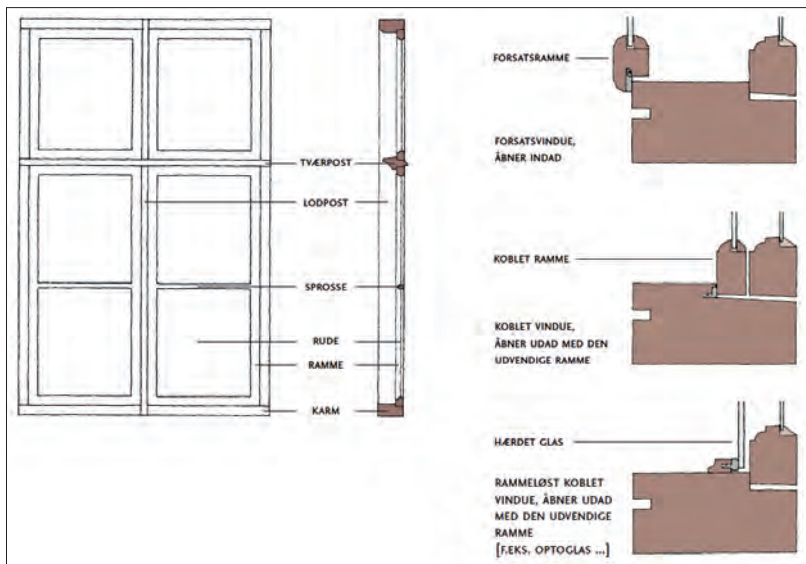 TVÆRPOST
LODPOST
SPROSSE
RUDE
RAMME
KARM
FORSATSRAMME
FORSATSVINDUE,
ÅBNER INDAD
KOBLET RAMME
KOBLET VINDUE,
ÅBNER UDAD MED DEN
UDVENDIGE RAMME
HÆRDET GLAS
RAMMELØST KOBLET
VINDUE, ÅBNER UDAD
MED DEN UDVENDIGE
RAMME
[F.EKS. OPTOGLAS ...]